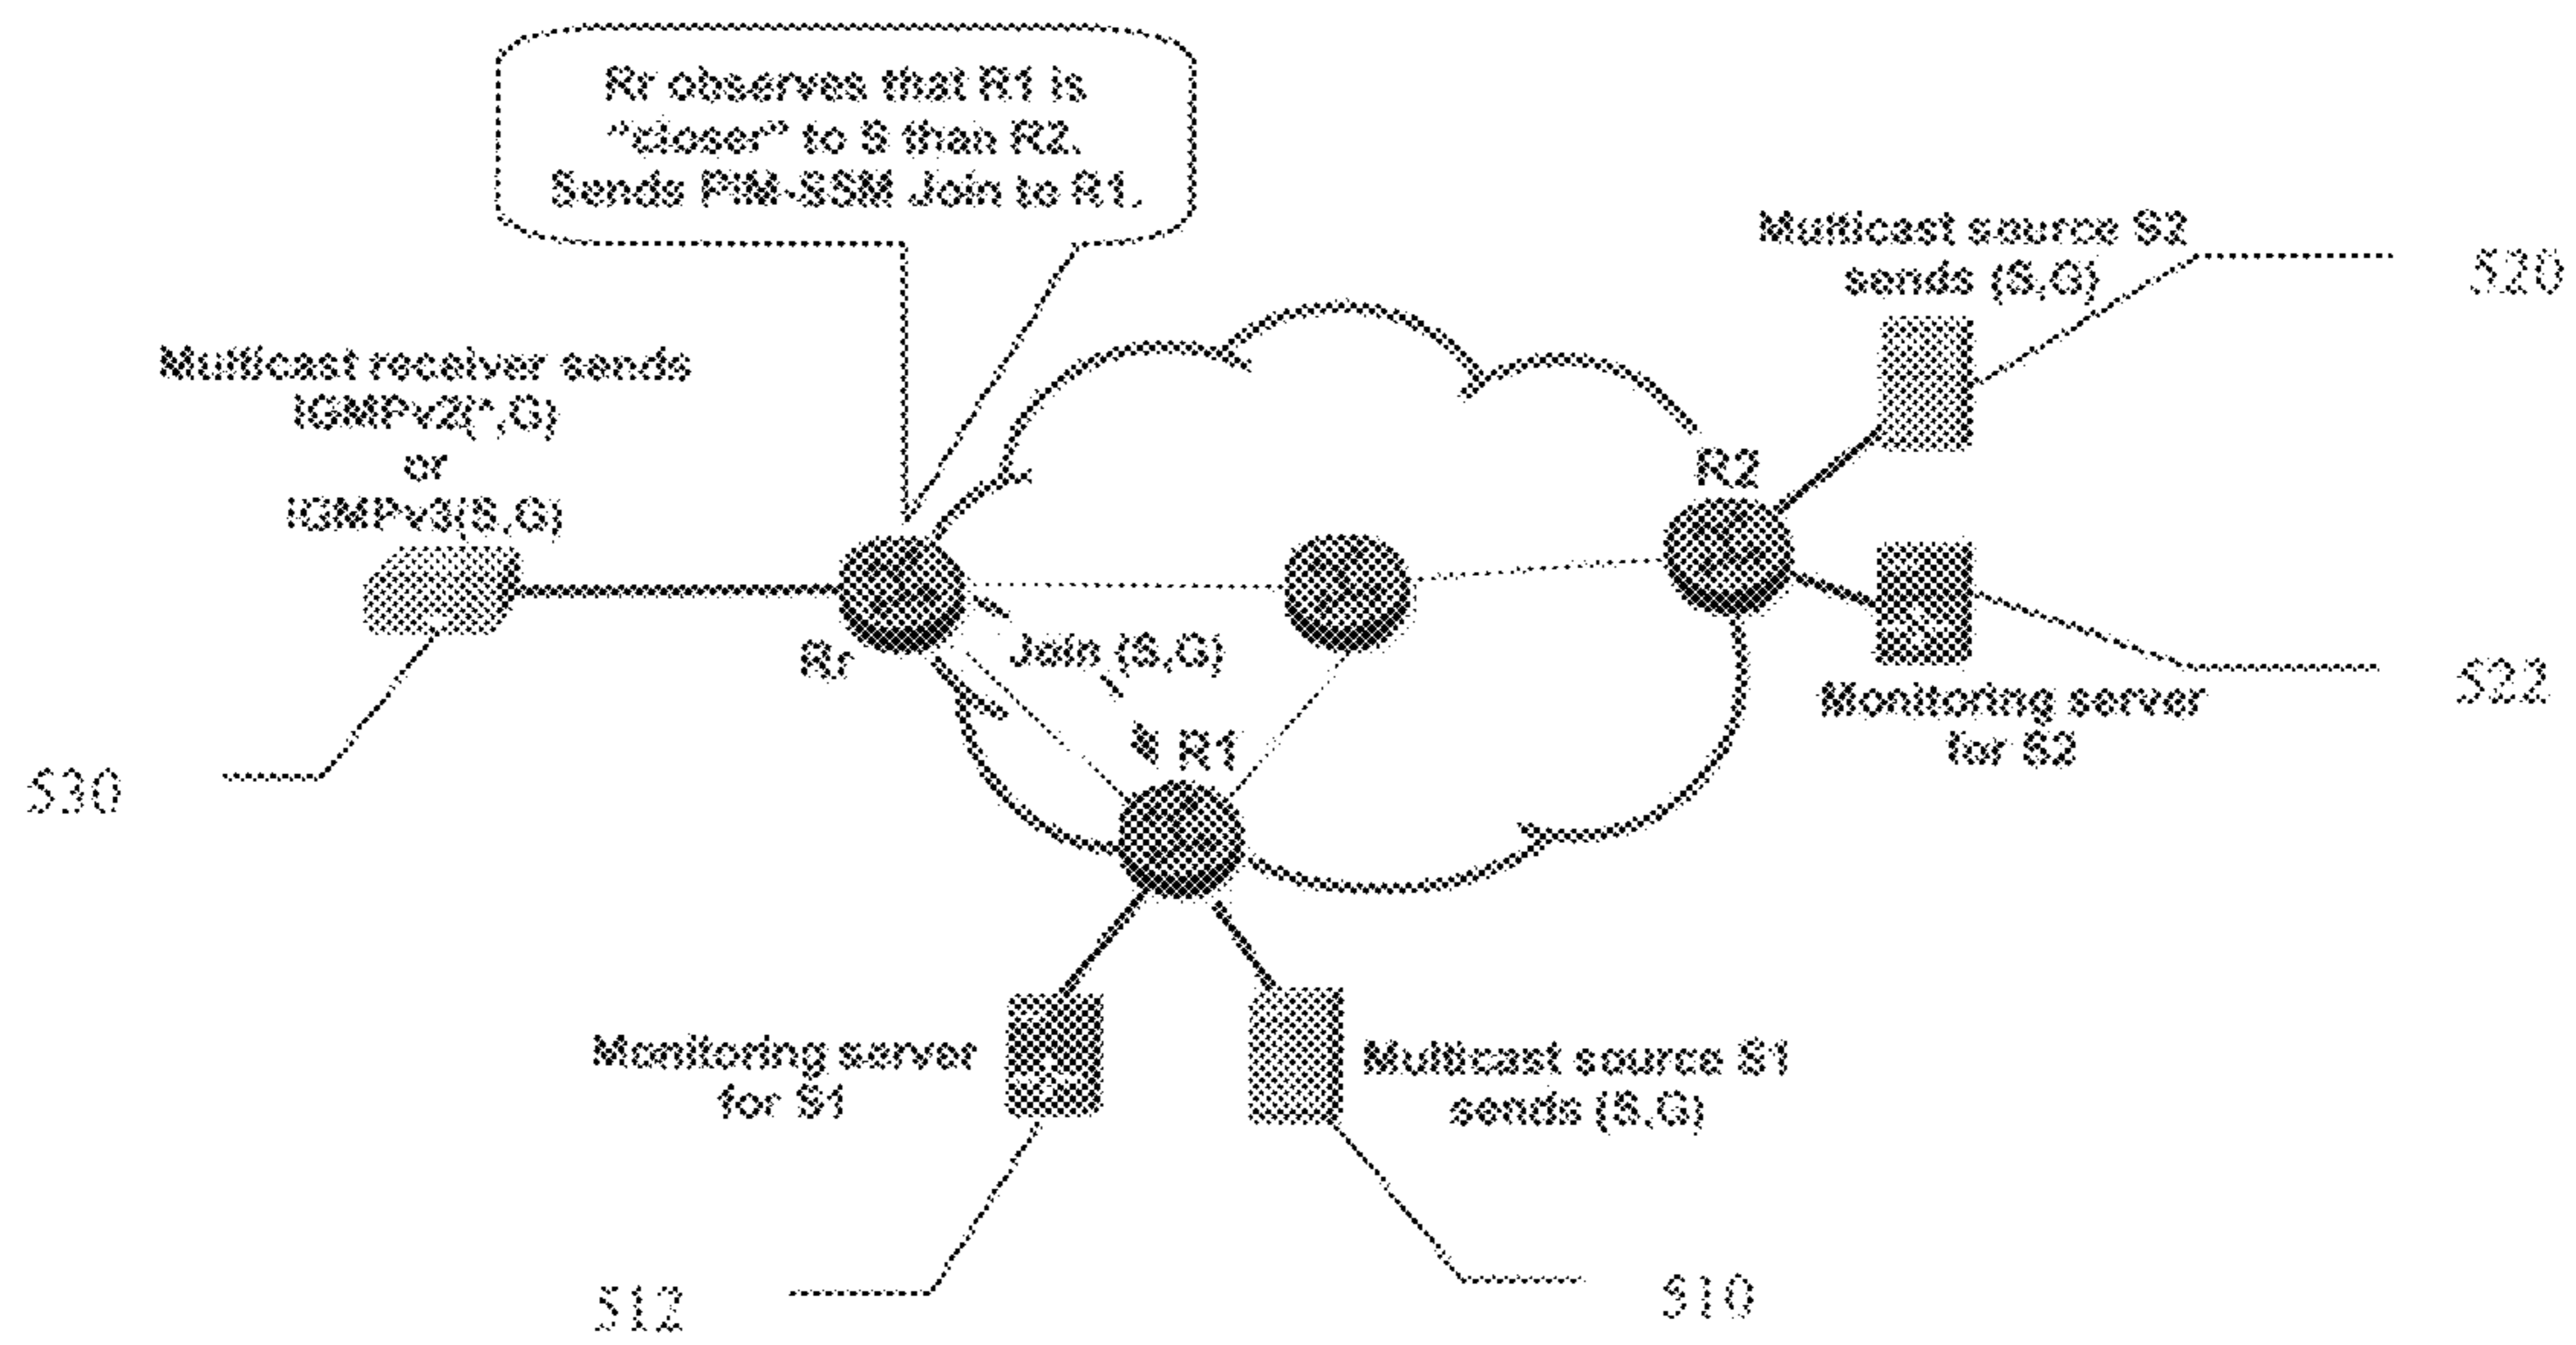 Rr observes that R1 is
"closer" to S than R2.
Sends PIM-SSM Join to R1.
Multicast source S2
sends (S,G)
520
Multicast receiver sends
IGMPv2(*,G)
or
IGMPv3(S,G)
R2
Rr
Join (S,G)
522
Monitoring server
for S2
R1
530
Monitoring server
for S1
Multicast source S1
sends (S,G)
512
510